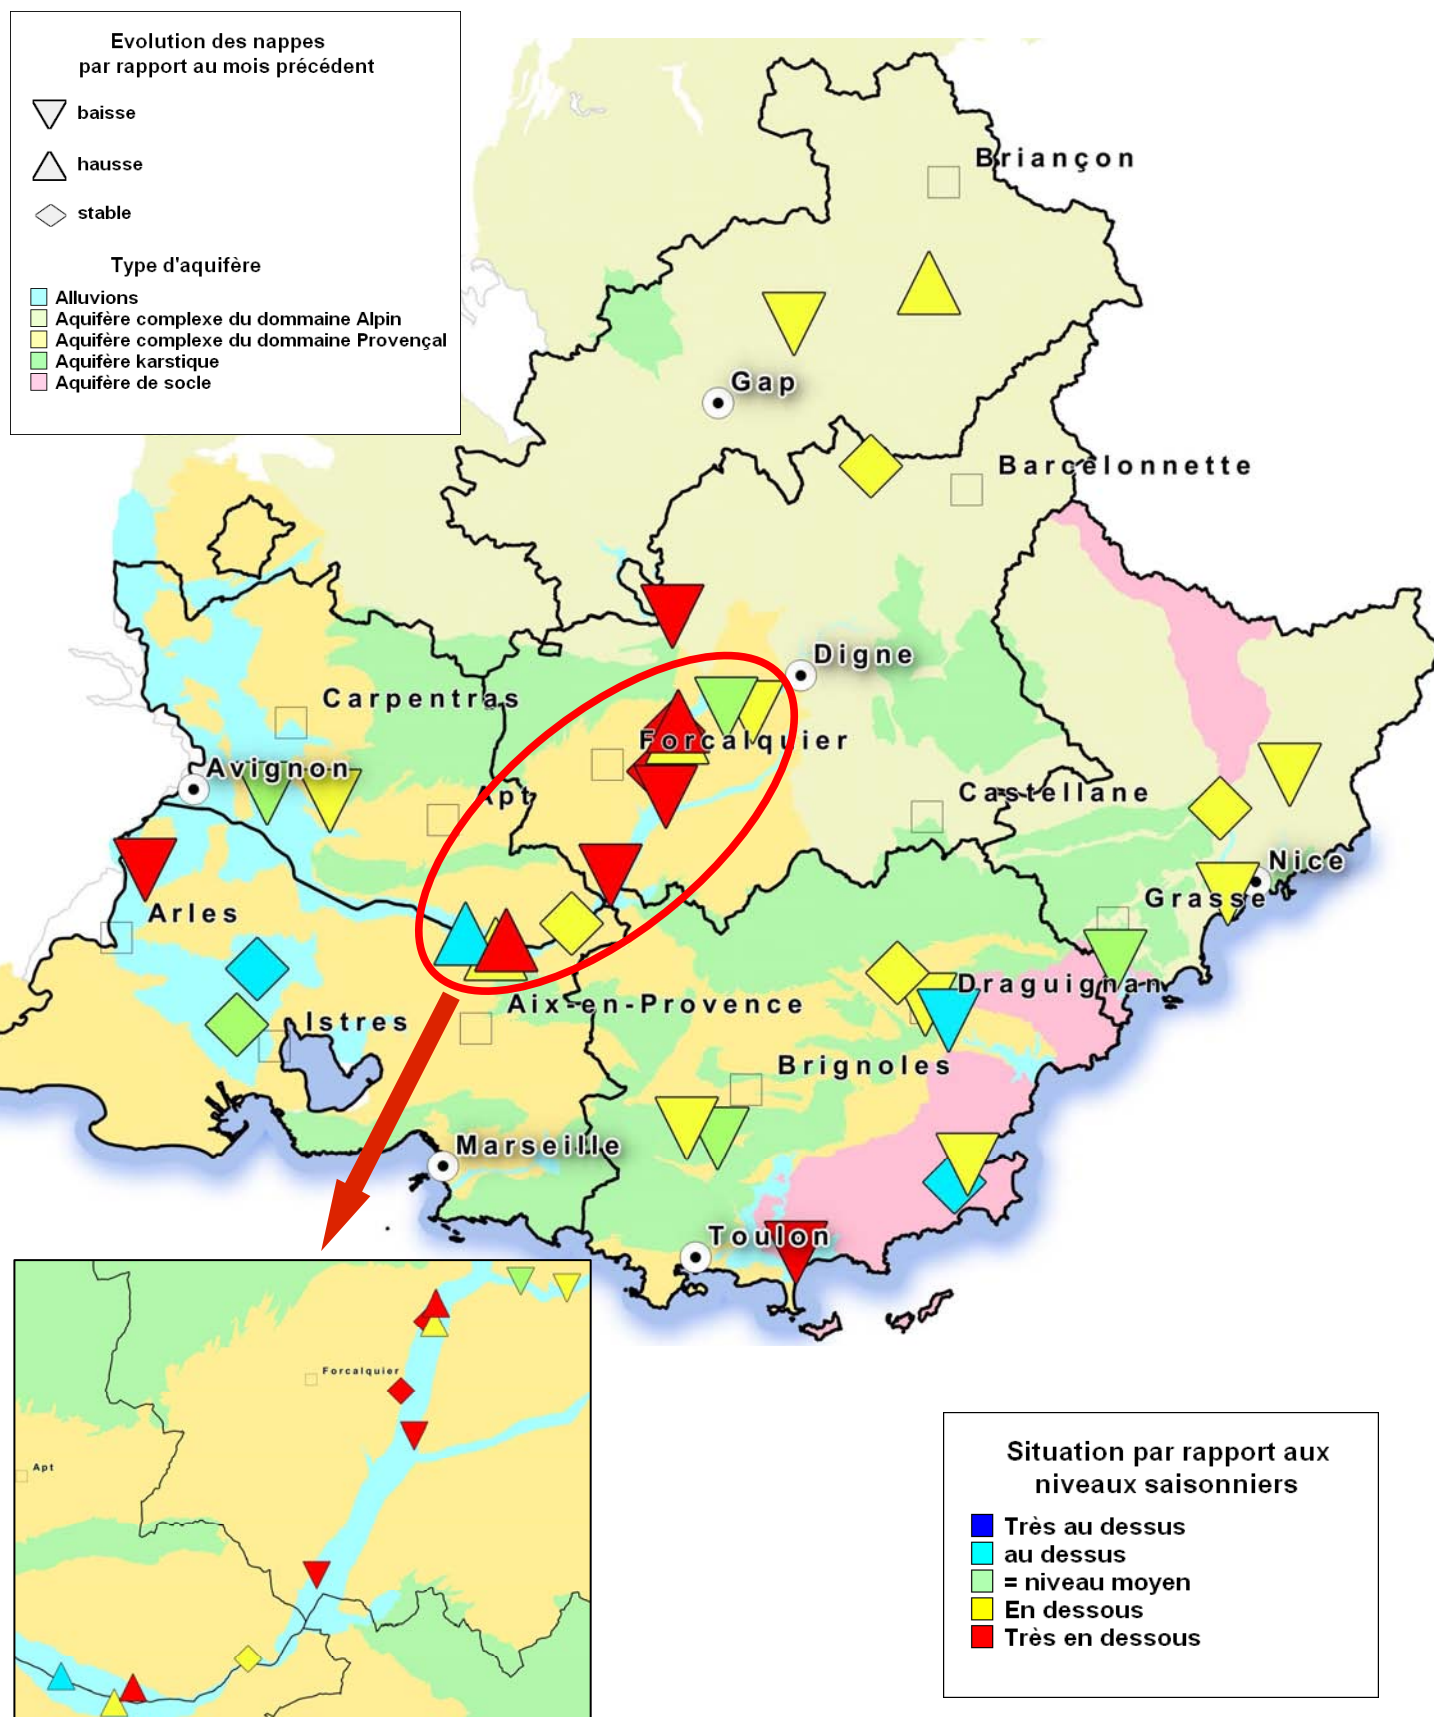 Evolution des nappes
par rapport au mois précédent
baisse
hausse
stable
Type d'aquifère
Alluvions
Aquifère complexe du dommaine Alpin
Aquifère complexe du dommaine Provençal
Aquifère karstique
Aquifère de socle
Briançon
Gap
Barcelonnette
Digne
Carpentras
Forcalquier
Avignon
Apt
Castellane
Nice
Grasse
Arles
Draguignan
Aix-en-Provence
Istres
Brignoles
Marseille
Toulon
Forcalquier
Apt
Situation par rapport aux
niveaux saisonniers
Très au dessus
au dessus
= niveau moyen
En dessous
Très en dessous